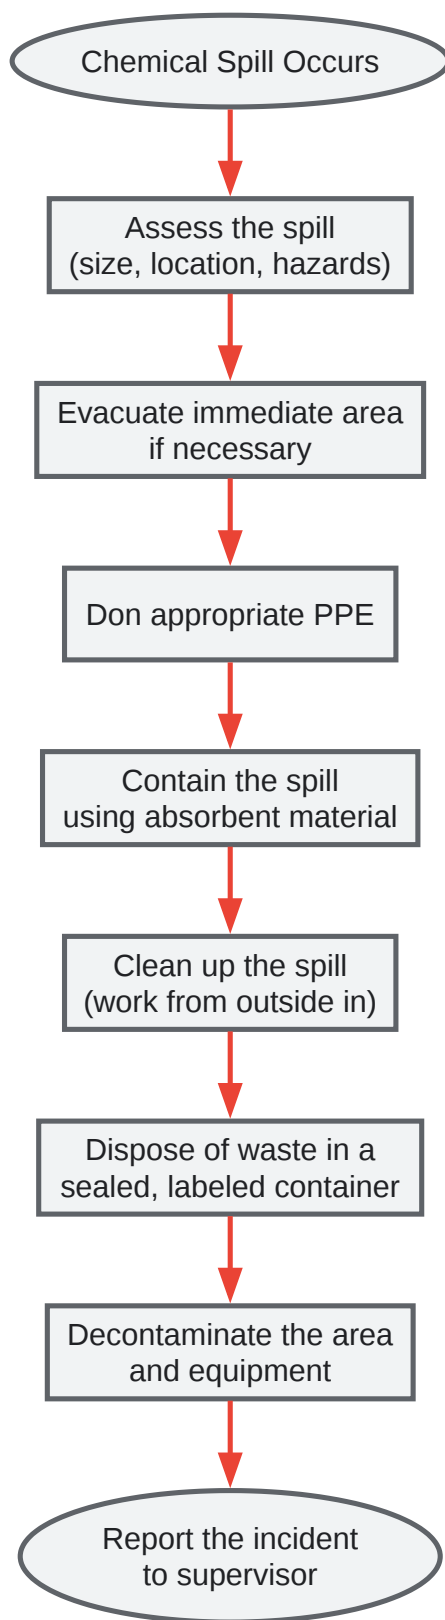 Chemical Spill Occurs
Assess the spill
(size, location, hazards)
Evacuate immediate area
if necessary
Don appropriate PPE
Contain the spill
using absorbent material
Clean up the spill
(work from outside in)
Dispose of waste in a
sealed, labeled container
Decontaminate the area
and equipment
Report the incident
to supervisor